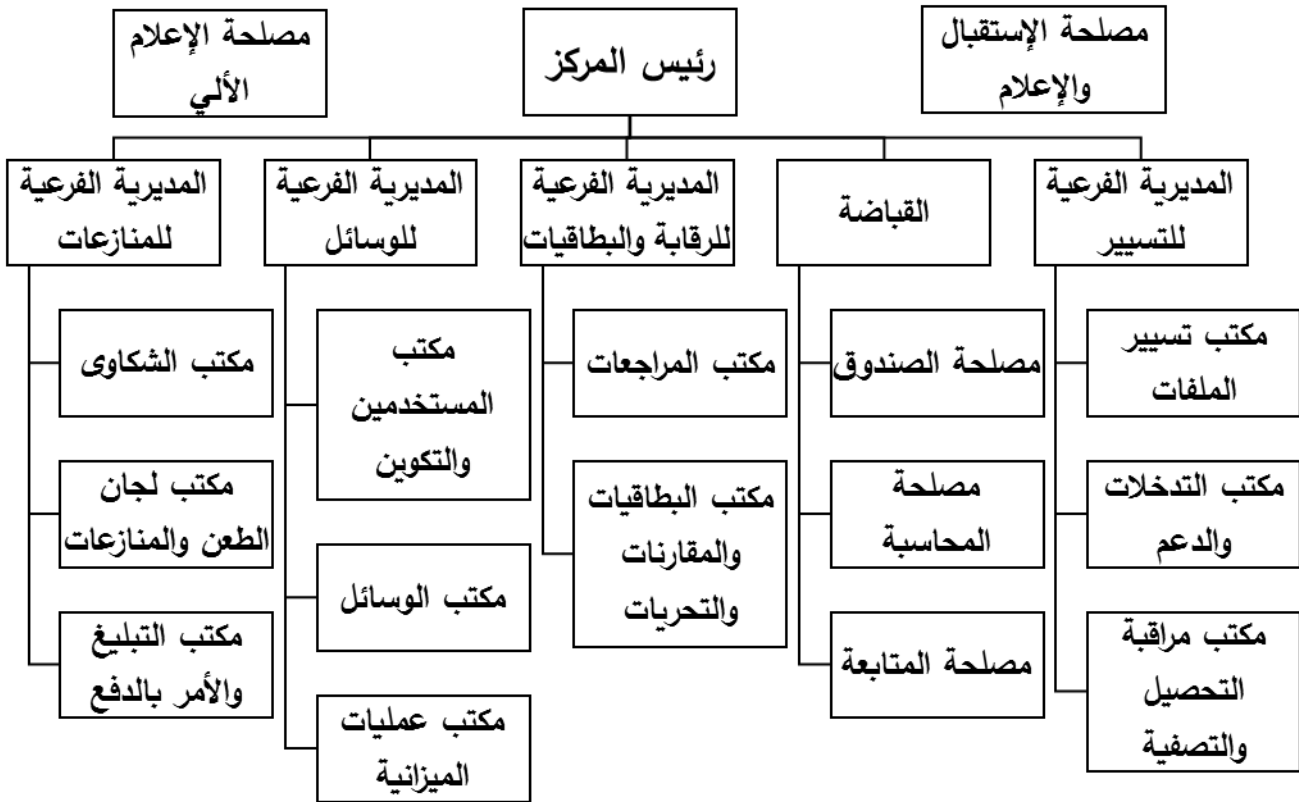 مصلحة الإستقبال
والإعلام
رئيس المركز
مصلحة الإعلام
الألي
المديرية الفرعية
للتسيير
القباضة
المديرية الفرعية
للرقابة والبطاقيات
المديرية الفرعية
للوسائل
المديرية الفرعية
للمنازعات
مكتب تسيير
الملفات
مكتب التدخلات
والدعم
مكتب مراقبة
التحصيل
والتصفية
مصلحة الصندوق
مصلحة
المحاسبة
مصلحة المتابعة
مكتب المراجعات
مكتب البطاقيات
والمقارنات
والتحريات
مكتب
المستخدمين
والتكوين
مكتب الوسائل
مكتب عمليات
الميزانية
مكتب الشكاوى
مكتب لجان
الطعن والمنازعات
مكتب التبليغ
والأمر بالدفع